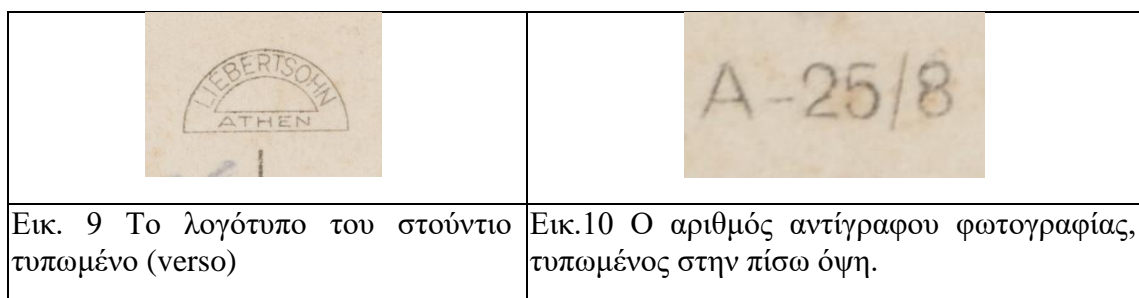 LIEBERTSOHN
ATHEN
A-25/8
Εικ. 9 Το λογότυπο του στούντιο
τυπωμένο (verso)
Εικ.10 Ο αριθμός αντίγραφου φωτογραφίας,
τυπωμένος στην πίσω όψη.